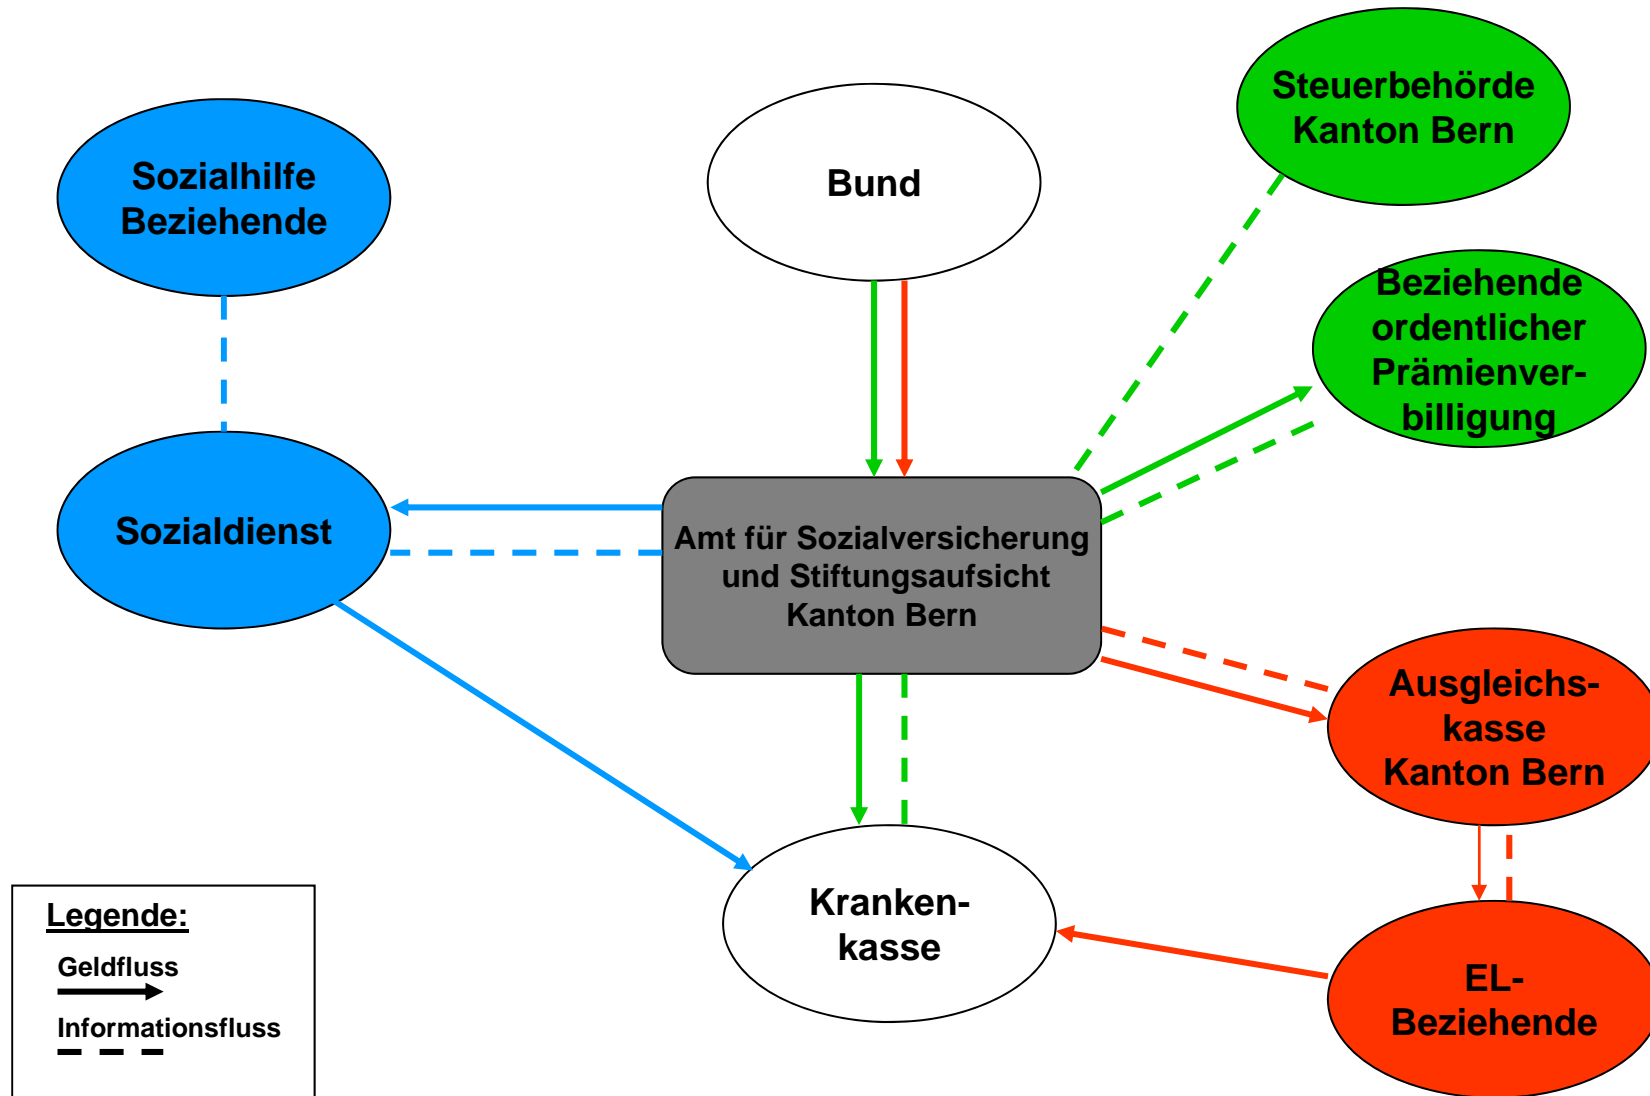 Steuerbehörde
Kanton Bern
Sozialhilfe
Beziehende
Bund
Beziehende
ordentlicher
Prämienver-
billigung
Sozialdienst
Amt für Sozialversicherung
und Stiftungsaufsicht
Kanton Bern
Ausgleichs-
kasse
Kanton Bern
Kranken-
kasse
EL-
Beziehende
Legende:
Geldfluss
Informationsfluss